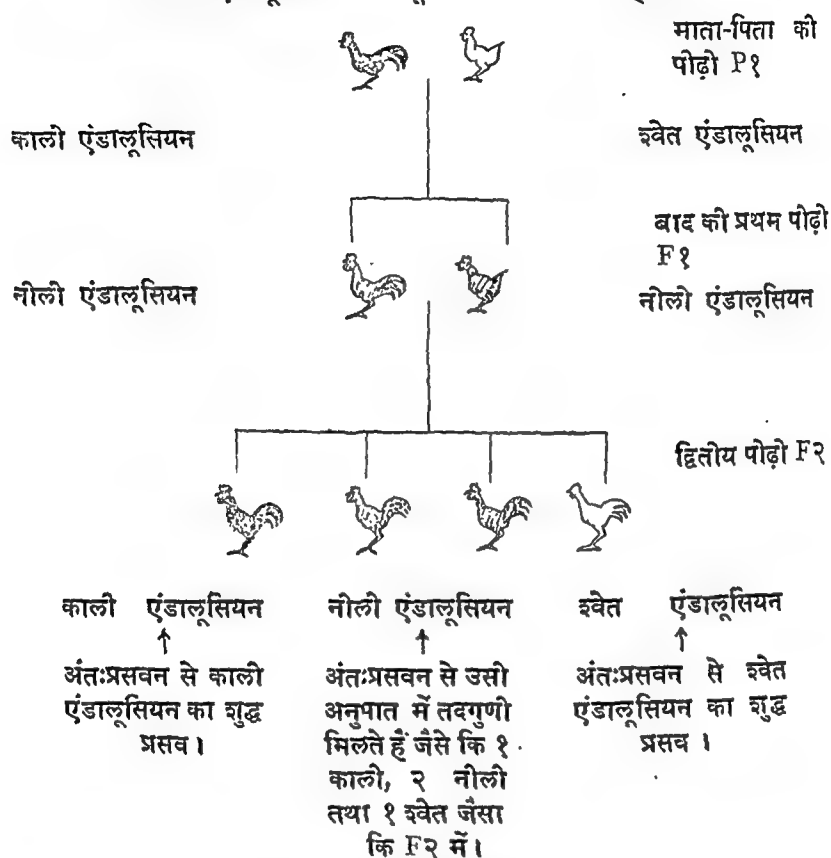 माता-पिता की
पीढ़ी P१
काली एंडालूसियन
श्वेत एंडालूसियन
बाद की प्रथम पीढ़ी
F१
नीली एंडालूसियन
नीली एंडालूसियन
द्वितीय पीढ़ी F२
काली एंडालूसियन
नीली एंडालूसियन
श्वेत एंडालूसियन
अंतःप्रसवन से काली
एंडालूसियन का शुद्ध
प्रसव ।
अंतःप्रसवन से उसी
अनुपात में तदगुणी
मिलते हैं जैसे कि १
काली, २ नीली
तथा १ श्वेत जैसा
कि F२ में ।
अंतःप्रसवन से श्वेत
एंडालूसियन का शुद्ध
प्रसव ।